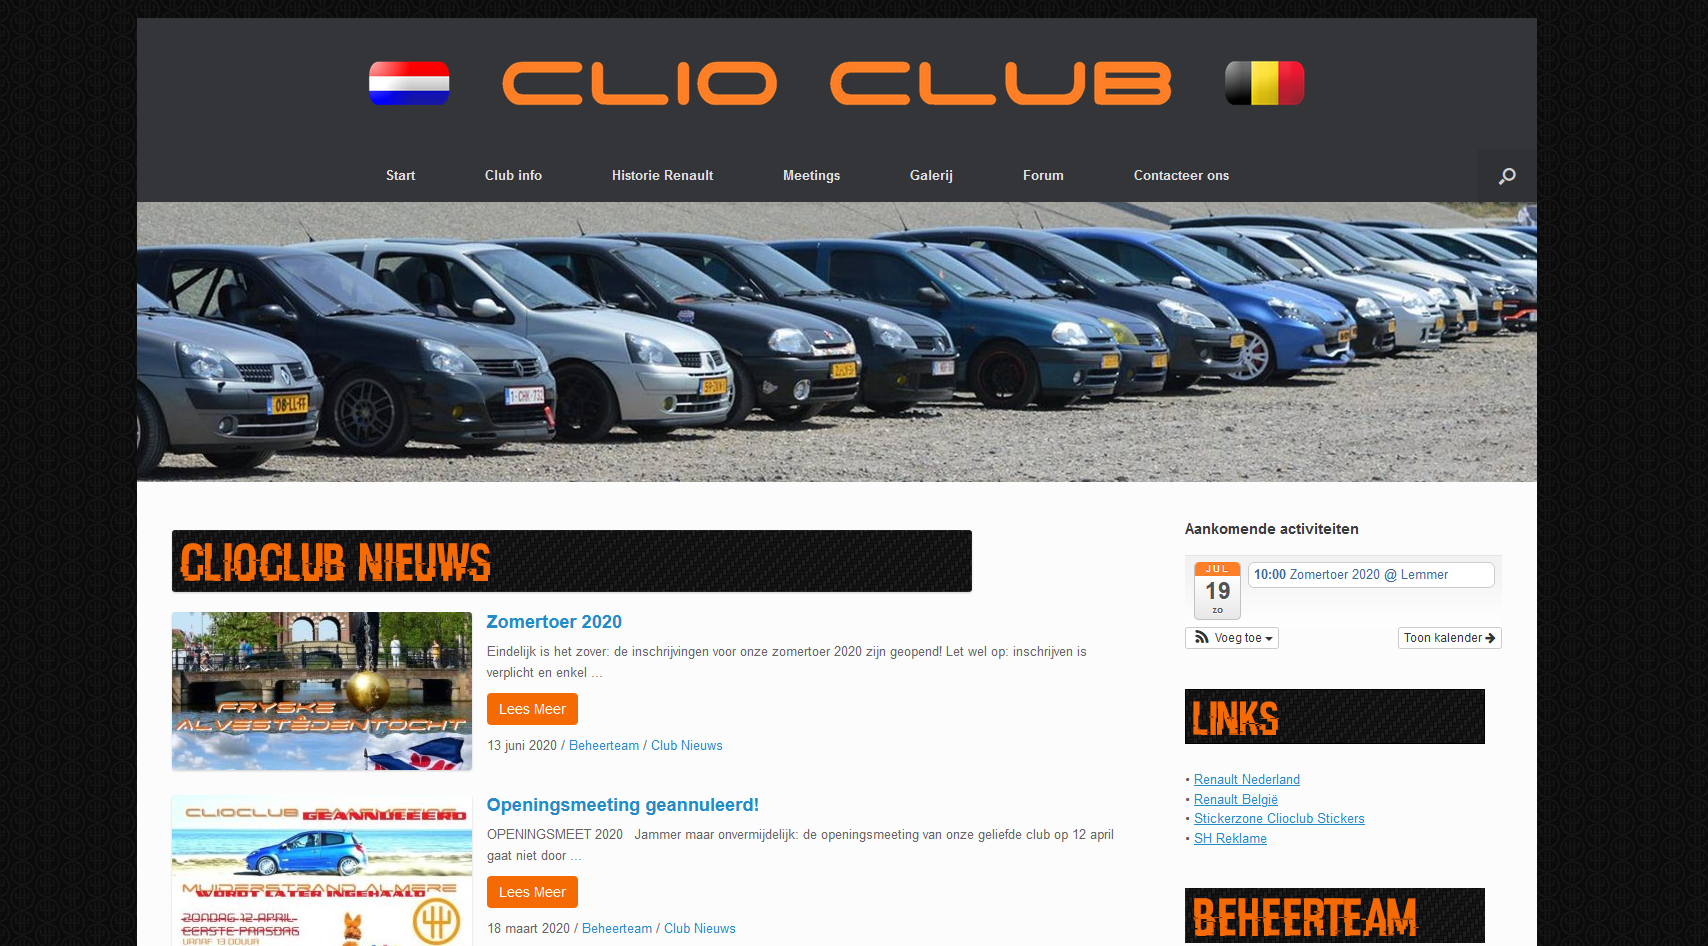 CLIO CLUB
Start Club info Historie Renault Meetings Galerij Forum Contacteer ons
08-LL-FF
1-CHK-732
CLIOCLUB NIEUWS
FRYSKE
ALVESTÊDENTOCHT
Zomertoer 2020
Eindelijk is het zover: de inschrijvingen voor onze zomertoer 2020 zijn geopend! Let wel op: inschrijven is
verplicht en enkel ...
Lees Meer
13 juni 2020 / Beheerteam / Club Nieuws
CLIOCLUB PAASMEETING
GEANNULEERD
MUIDERSTRAND ALMERE
WORDT LATER INGEHAALD
ZONDAG 12 APRIL
EERSTE PAASDAG
VANAF 13.00UUR
Openingsmeeting geannuleerd!
OPENINGSMEET 2020 Jammer maar onvermijdelijk: de openingsmeeting van onze geliefde club op 12 april
gaat niet door ...
Lees Meer
18 maart 2020 / Beheerteam / Club Nieuws
Aankomende activiteiten
JUL
19
zo
10:00 Zomertoer 2020 @ Lemmer
Voeg toe
Toon kalender
LINKS
• Renault Nederland
• Renault België
• Stickerzone Clioclub Stickers
• SH Reklame
BEHEERTEAM